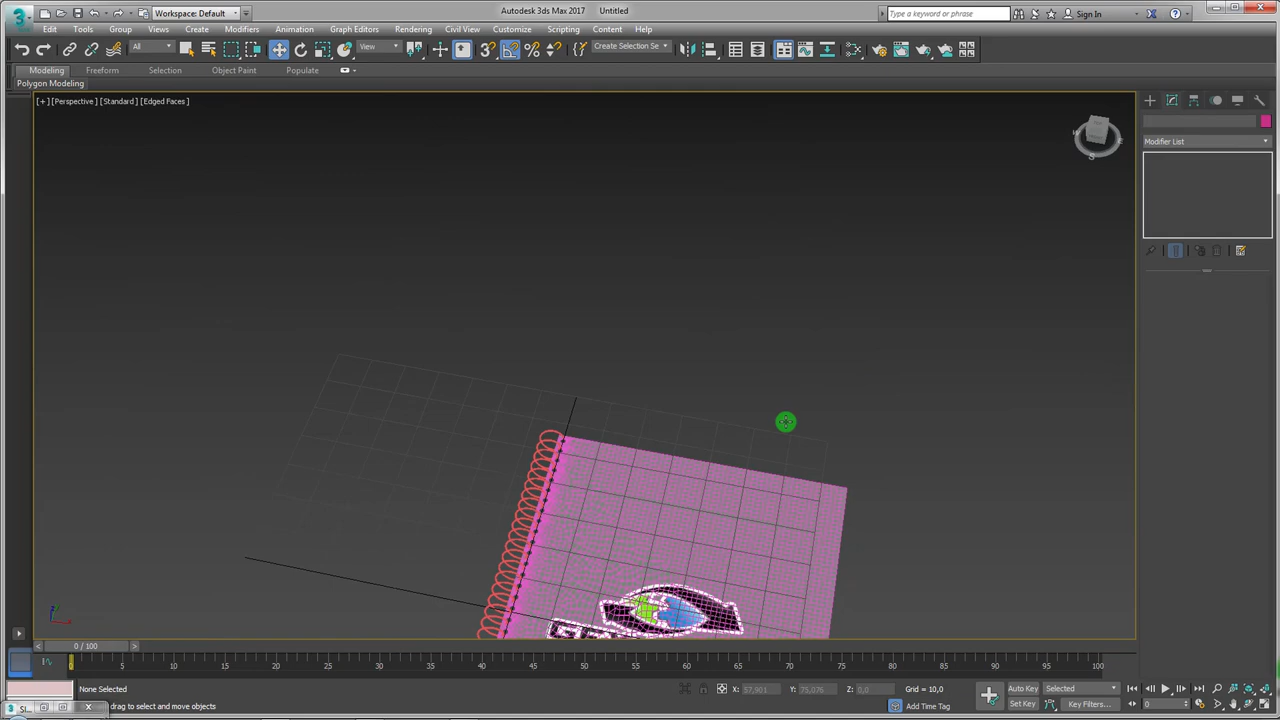 3 Workspace: Default Autodesk 3ds Max 2017 Untitled Type a keyword or phrase Sign In
MAX
Edit Tools Group Views Create Modifiers Animation Graph Editors Rendering Civil View Customize Scripting Content Help
All View Create Selection Se
Modeling Freeform Selection Object Paint Populate
Polygon Modeling
[+] [Perspective] [Standard] [Edged Faces]
Modifier List
0 / 100
0 5 10 15 20 25 30 35 40 45 50 55 60 65 70 75 80 85 90 95 100
None Selected X: 57,901 Y: 75,076 Z: 0,0 Grid = 10,0 Auto Key Selected
drag to select and move objects Add Time Tag Set Key Key Filters... 0